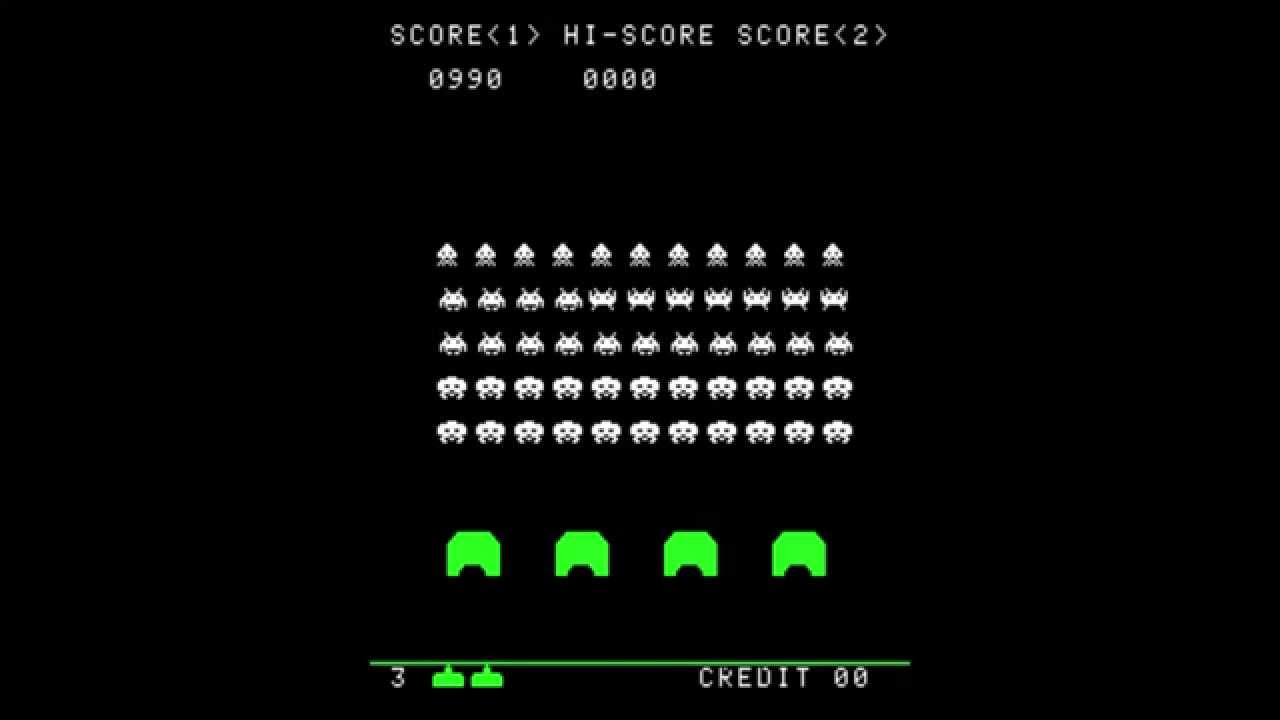 SCORE<1> HI-SCORE SCORE<2>
0990 0000
3 CREDIT 00